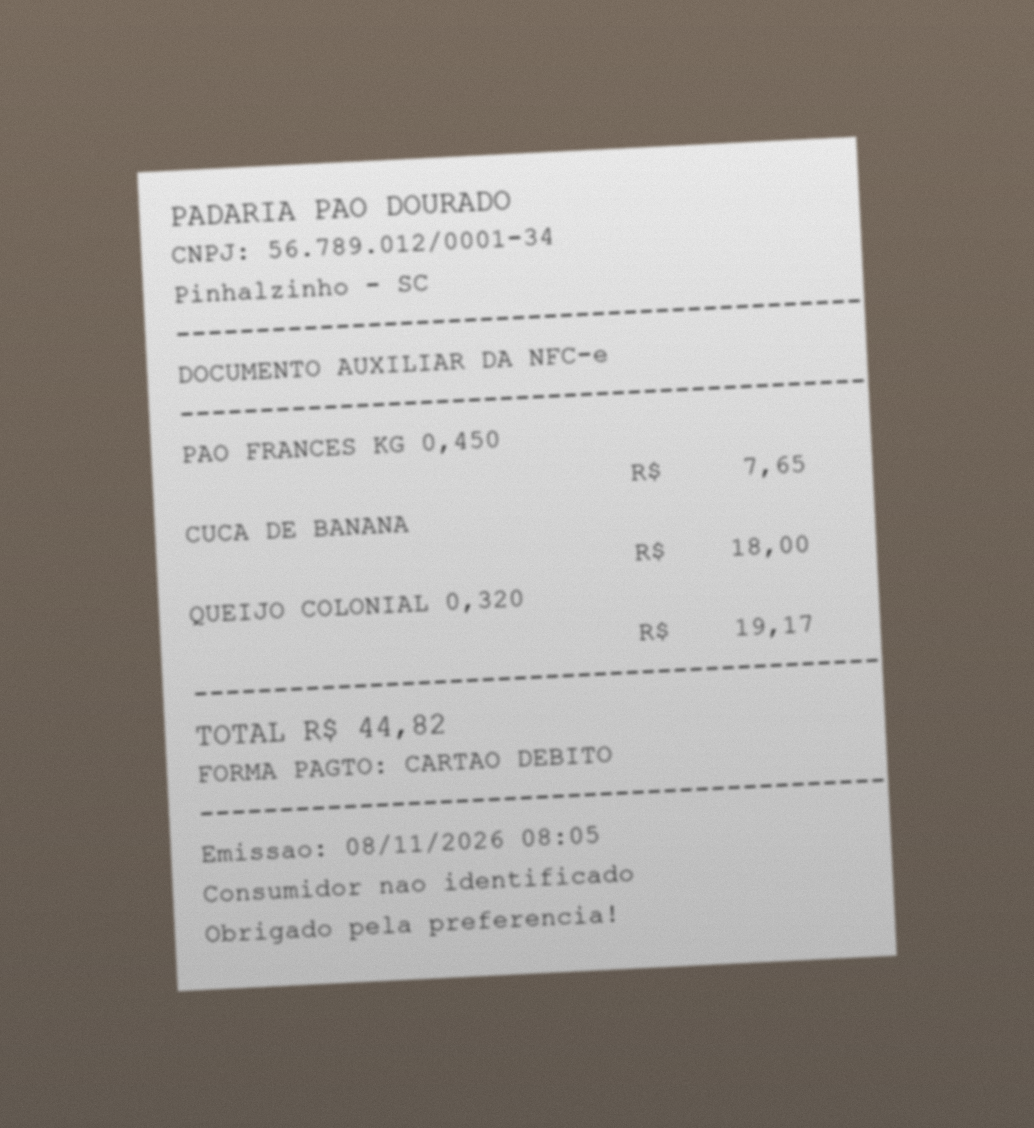 PADARIA PAO DOURADO
CNPJ: 56.789.012/0001-34
Pinhalzinho - SC
-------------------------------------------
DOCUMENTO AUXILIAR DA NFC-e
-------------------------------------------
PAO FRANCES KG 0,450
R$ 7,65
CUCA DE BANANA
R$ 18,00
QUEIJO COLONIAL 0,320
R$ 19,17
-------------------------------------------
TOTAL R$ 44,82
FORMA PAGTO: CARTAO DEBITO
-------------------------------------------
Emissao: 08/11/2026 08:05
Consumidor nao identificado
Obrigado pela preferencia!